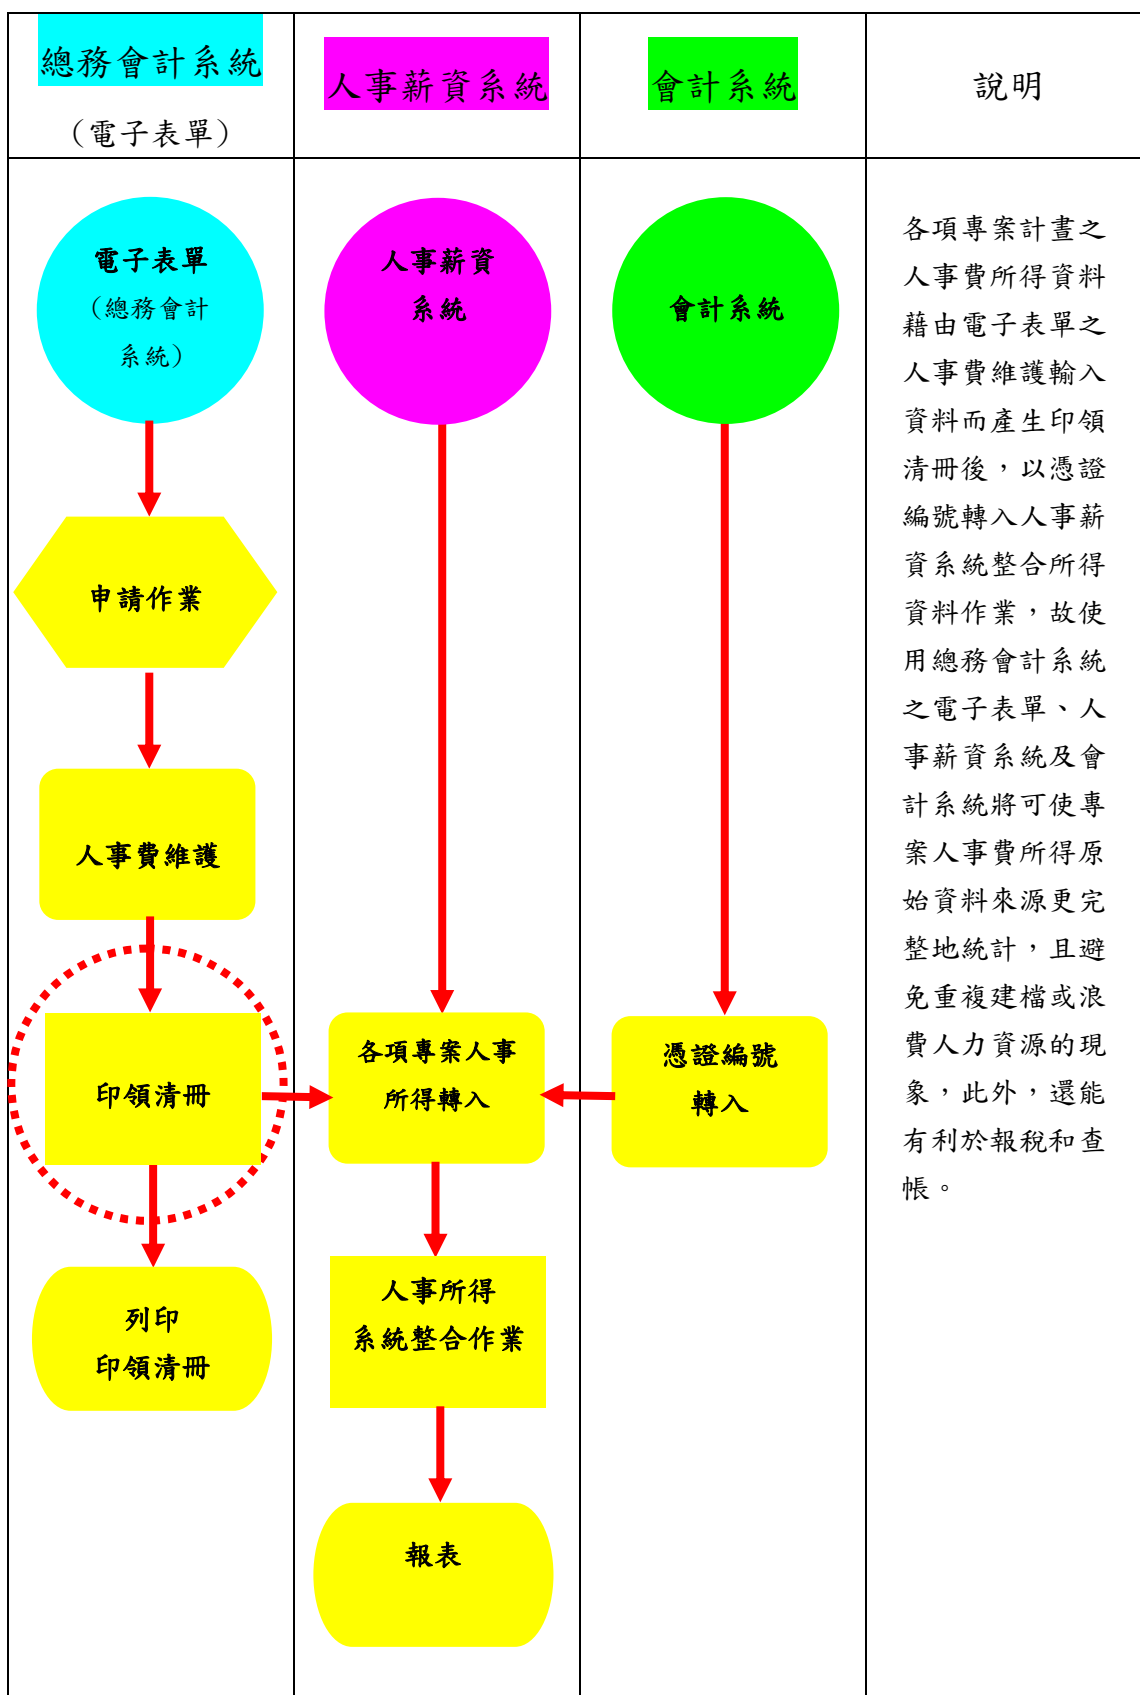 總務會計系統
（電子表單）
人事薪資系統
會計系統
說明
電子表單
（總務會計
系統）
申請作業
人事費維護
印領清冊
列印
印領清冊
人事薪資
系統
各項專案人事
所得轉入
人事所得
系統整合作業
報表
會計系統
憑證編號
轉入
各項專案計畫之
人事費所得資料
藉由電子表單之
人事費維護輸入
資料而產生印領
清冊後，以憑證
編號轉入人事薪
資系統整合所得
資料作業，故使
用總務會計系統
之電子表單、人
事薪資系統及會
計系統將可使專
案人事費所得原
始資料來源更完
整地統計，且避
免重複建檔或浪
費人力資源的現
象，此外，還能
有利於報稅和查
帳。